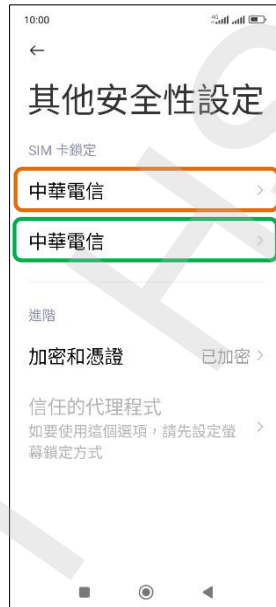 10:00
其他安全性設定
SIM 卡鎖定
中華電信
中華電信
進階
加密和憑證
已加密
信任的代理程式
如要使用這個選項，請先設定螢
幕鎖定方式